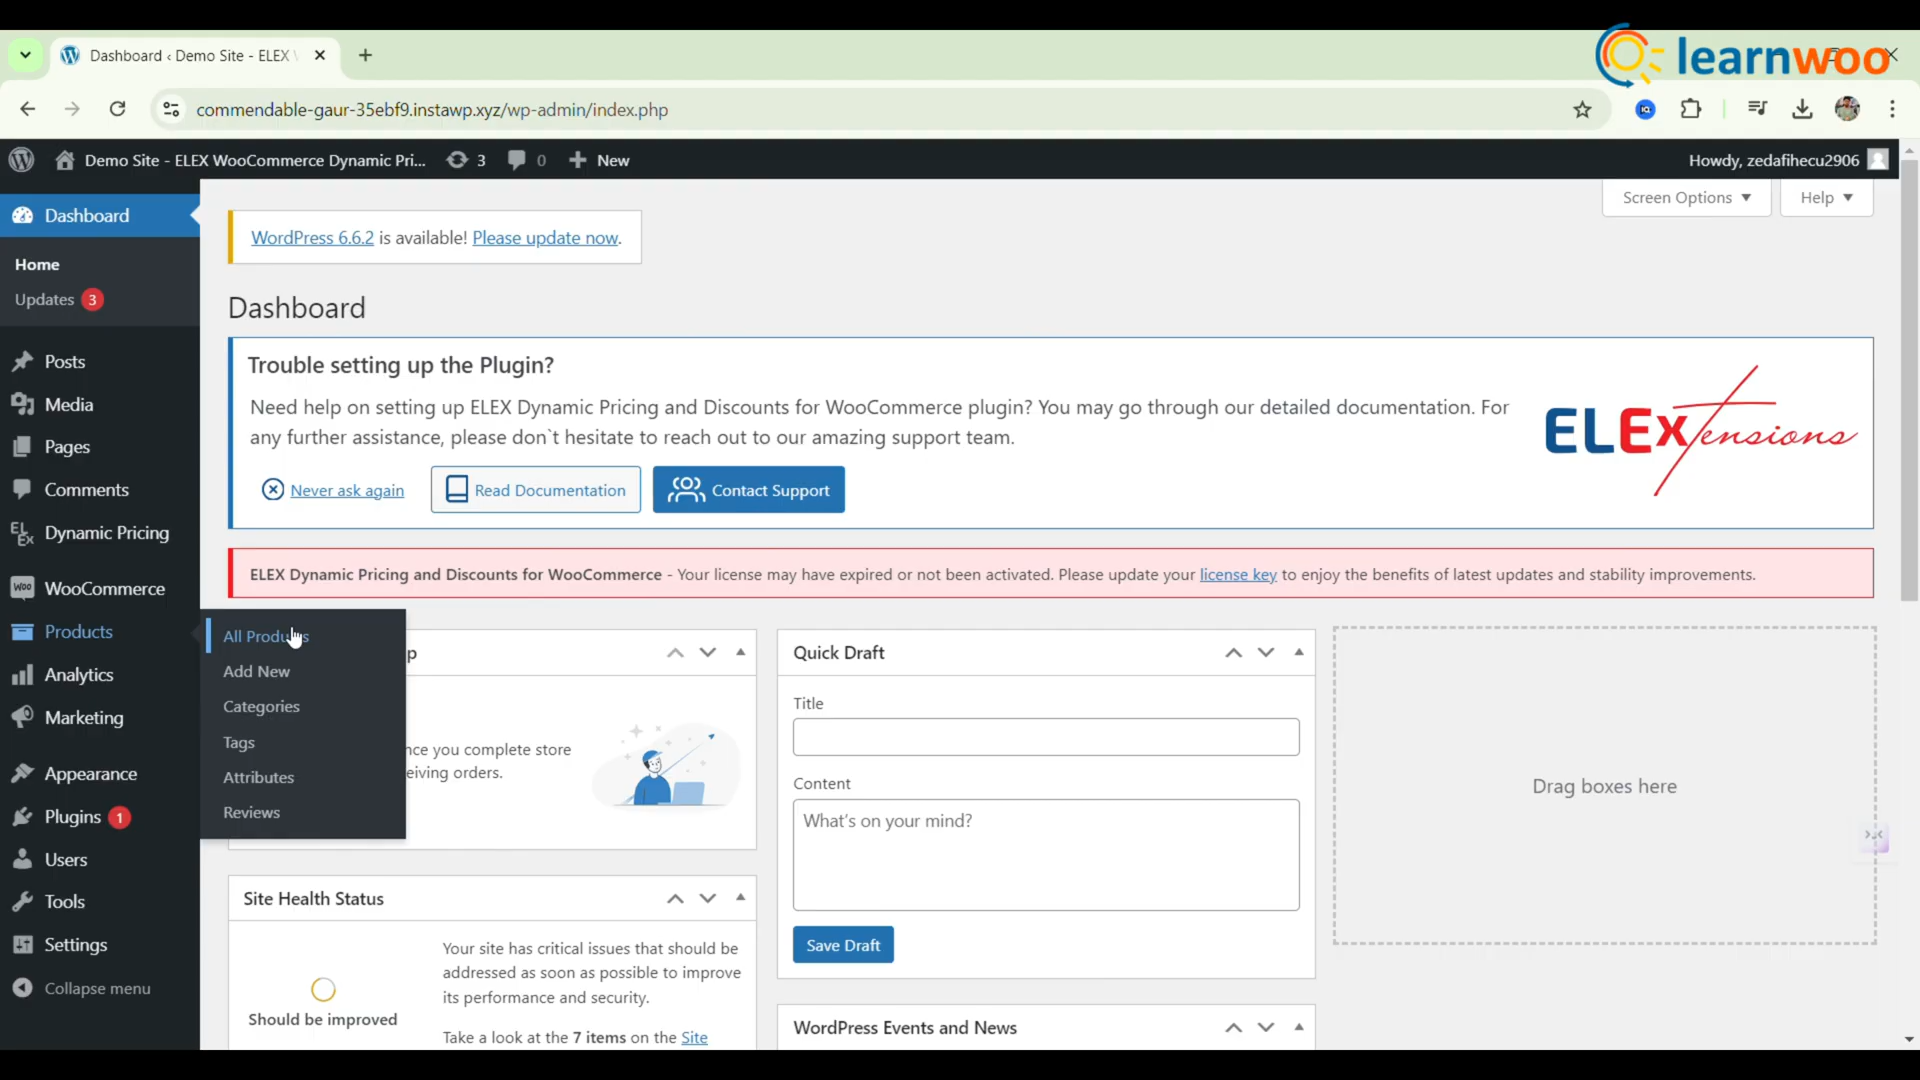 learnwoo
Dashboard ‹ Demo Site - ELEX W
commendable-gaur-35ebf9.instawp.xyz/wp-admin/index.php
Demo Site - ELEX WooCommerce Dynamic Pri... 3 0 New
Howdy, zedafihecu2906
Screen Options
Help
Dashboard
Home
Updates 3
Posts
Media
Pages
Comments
Dynamic Pricing
WooCommerce
Products
Analytics
Marketing
Appearance
Plugins 1
Users
Tools
Settings
Collapse menu
All Products
Add New
Categories
Tags
Attributes
Reviews
WordPress 6.6.2 is available! Please update now.
Dashboard
Trouble setting up the Plugin?
Need help on setting up ELEX Dynamic Pricing and Discounts for WooCommerce plugin? You may go through our detailed documentation. For
any further assistance, please don`t hesitate to reach out to our amazing support team.
Never ask again
Read Documentation
Contact Support
ELEXtensions
ELEX Dynamic Pricing and Discounts for WooCommerce - Your license may have expired or not been activated. Please update your license key to enjoy the benefits of latest updates and stability improvements.
p
nce you complete store
eiving orders.
Site Health Status
Should be improved
Your site has critical issues that should be
addressed as soon as possible to improve
its performance and security.
Take a look at the 7 items on the Site
Quick Draft
Title
Content
What's on your mind?
Save Draft
WordPress Events and News
Drag boxes here